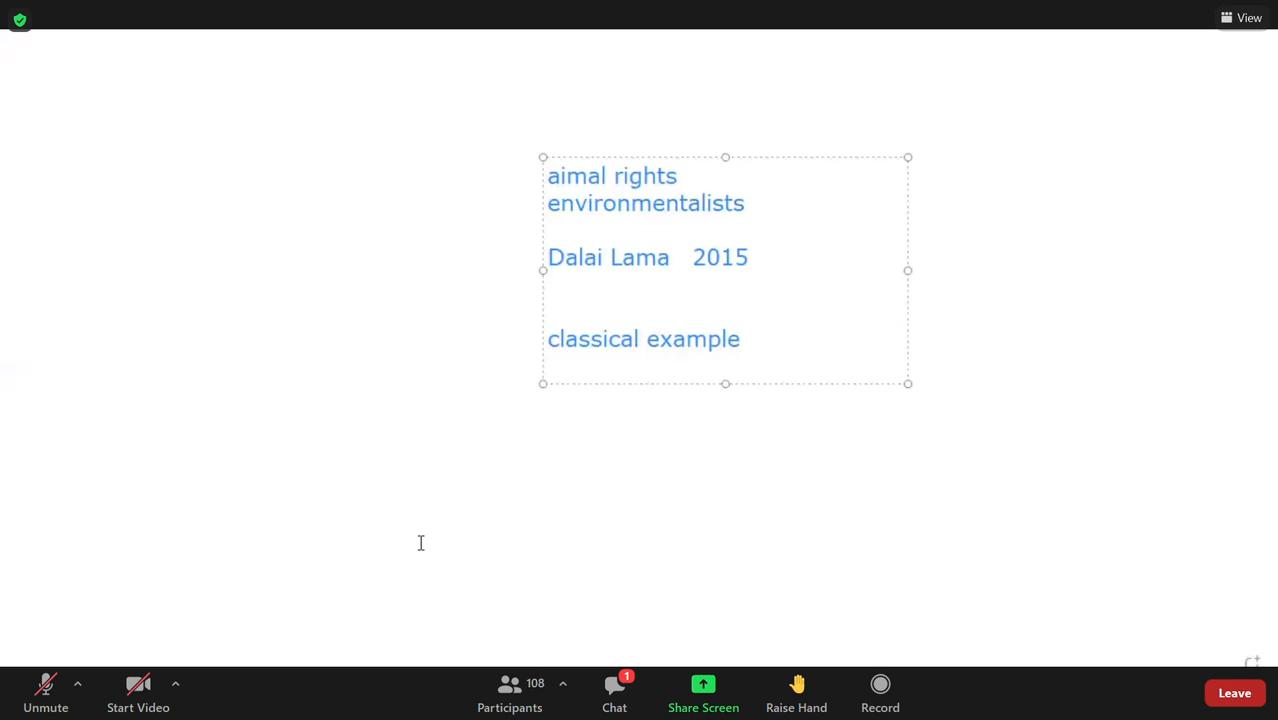 View
aimal rights
environmentalists
Dalai Lama 2015
classical example
Unmute
Start Video
108
Participants
1
Chat
Share Screen
Raise Hand
Record
Leave